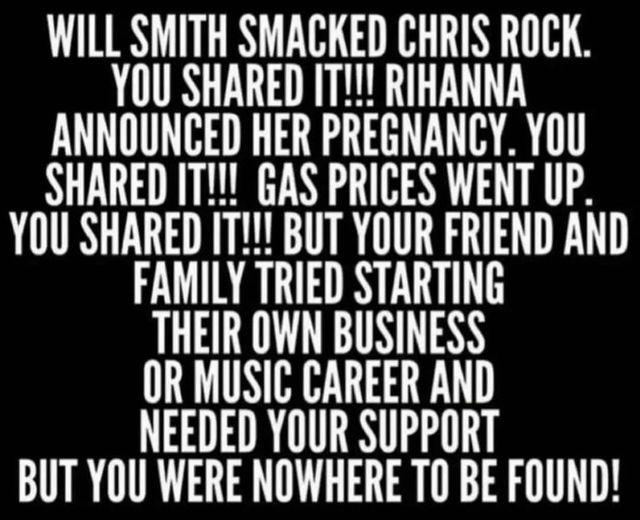 WILL SMITH SMACKED CHRIS ROCK.
YOU SHARED IT!!! RIHANNA
ANNOUNCED HER PREGNANCY. YOU
SHARED IT!!! GAS PRICES WENT UP.
YOU SHARED IT!!! BUT YOUR FRIEND AND
FAMILY TRIED STARTING
THEIR OWN BUSINESS
OR MUSIC CAREER AND
NEEDED YOUR SUPPORT
BUT YOU WERE NOWHERE TO BE FOUND!